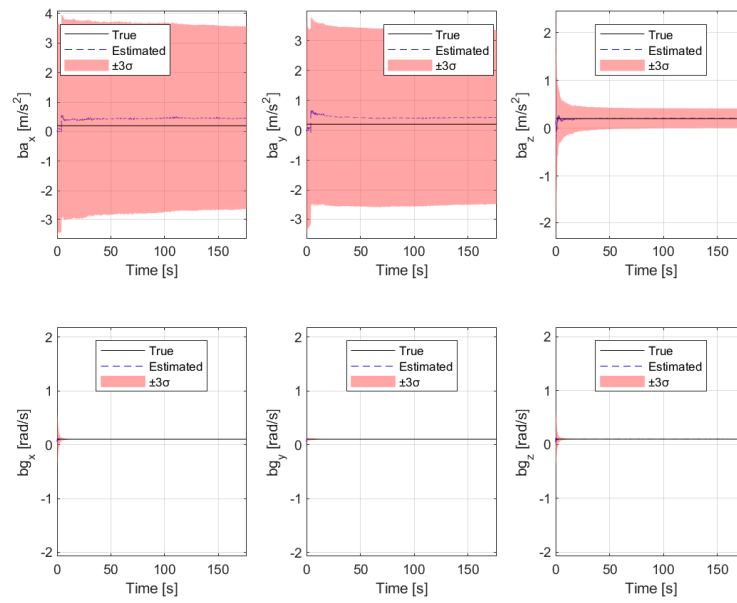 ba_x [m/s²]
4
3
2
1
0
-1
-2
-3
True
Estimated
±3σ
0 50 100 150
Time [s]
ba_y [m/s²]
3
2
1
0
-1
-2
-3
True
Estimated
±3σ
0 50 100 150
Time [s]
ba_z [m/s²]
2
1
0
-1
-2
True
Estimated
±3σ
0 50 100 150
Time [s]
bg_x [rad/s]
2
1
0
-1
-2
True
Estimated
±3σ
0 50 100 150
Time [s]
bg_y [rad/s]
2
1
0
-1
-2
True
Estimated
±3σ
0 50 100 150
Time [s]
bg_z [rad/s]
2
1
0
-1
-2
True
Estimated
±3σ
0 50 100 150
Time [s]